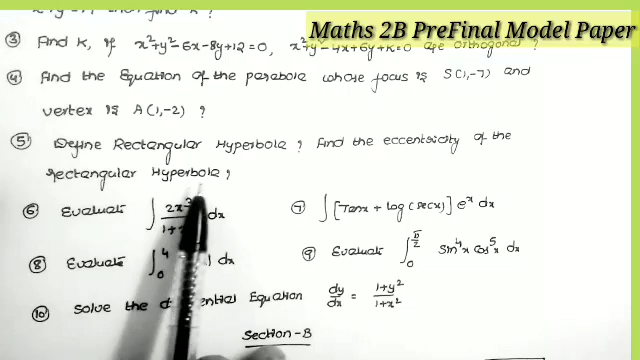 Maths 2B PreFinal Model Paper
③ Find K, if x²+y²-6x-8y+12=0, x²+y²-4x+6y+k=0 are orthogonal ?
④ Find the Equation of the parabola whose focus is S(1,-7) and
vertex is A(1,-2) ?
⑤ Define Rectangular Hyperbola ? Find the eccentricity of the
rectangular Hyperbola ?
⑥ Evaluate ∫ dx
⑦ ∫ [Tanx + log(secx)] eˣ dx
⑧ Evaluate ∫₀⁴ dx
⑨ Evaluate ∫₀^(π/2) sin⁴x cos⁵x dx
⑩ Solve the Equation dy/dx = (1+y²)/(1+x²)
Section-B